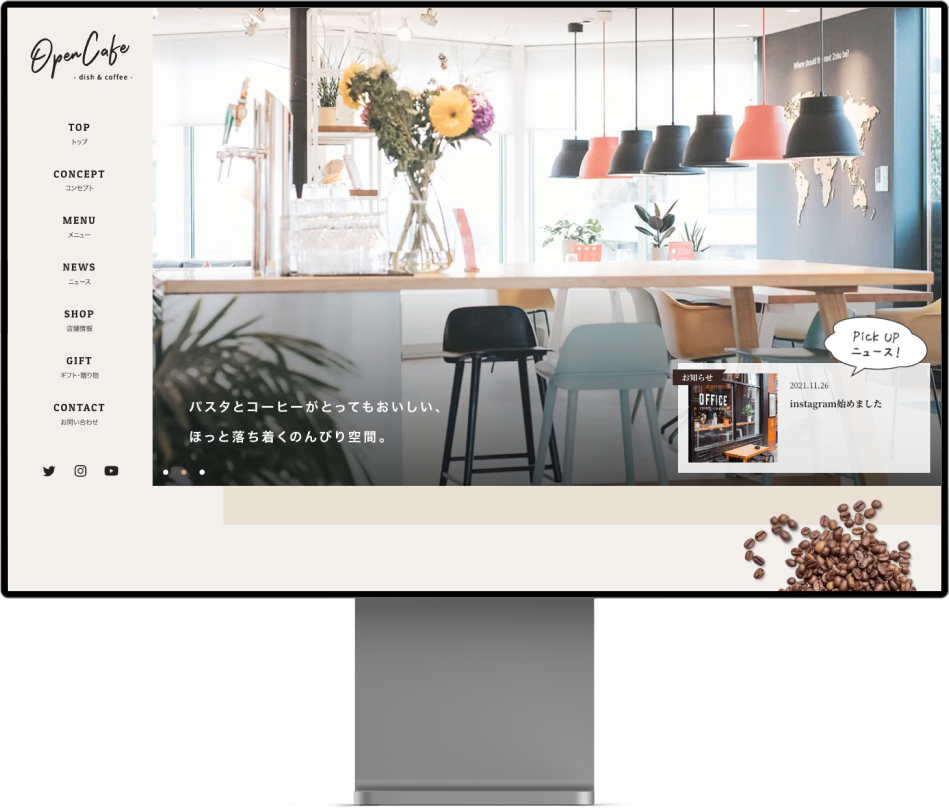 OpenCafe
- dish & coffee -
TOP
トップ
CONCEPT
コンセプト
MENU
メニュー
NEWS
ニュース
SHOP
店舗情報
GIFT
ギフト・贈り物
CONTACT
お問い合わせ
Where should
next Zoku be?
パスタとコーヒーがとってもおいしい、
ほっと落ち着くのんびり空間。
Pick UP
ニュース!
お知らせ
OFFICE
2021.11.26
instagram始めました